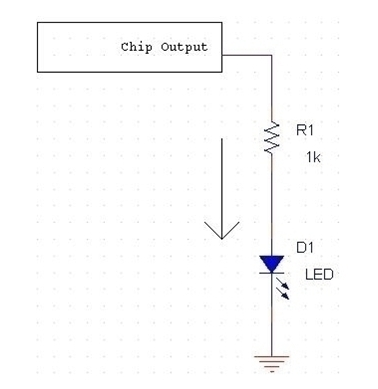 Chip Output
R1
1k
D1
LED